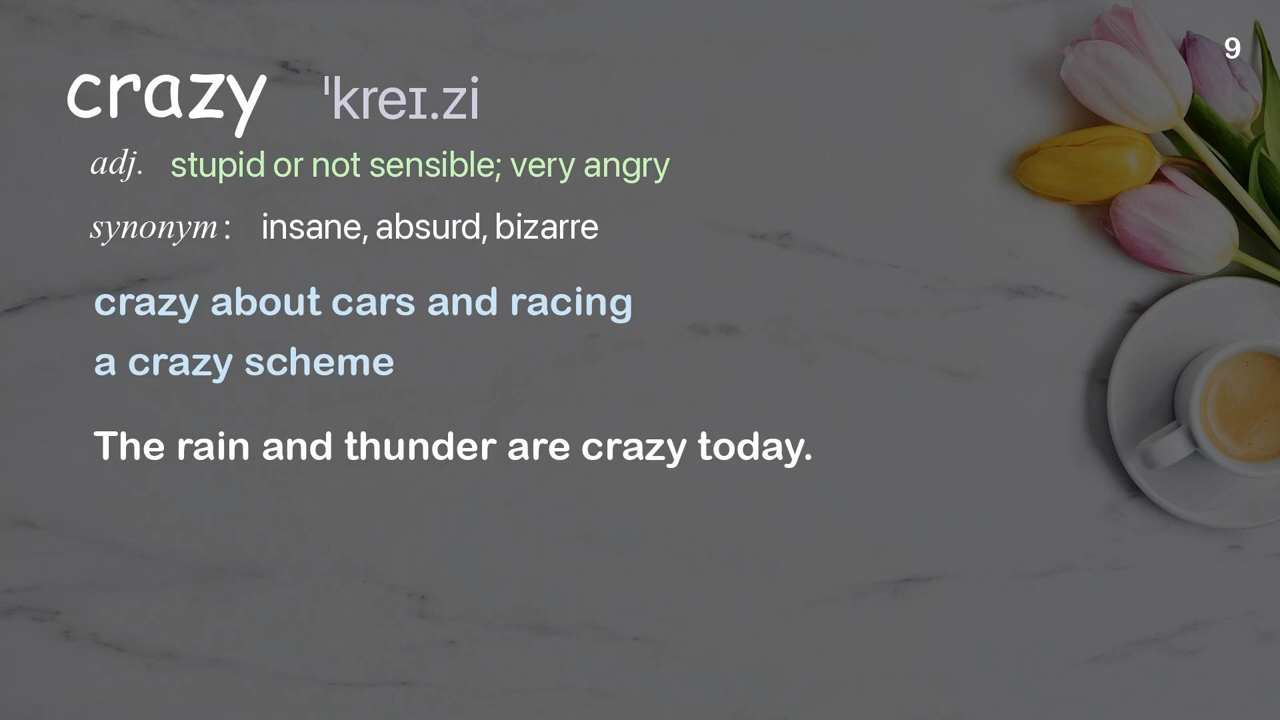 9
crazy ˈkreɪ.zi
adj. stupid or not sensible; very angry
synonym: insane, absurd, bizarre
crazy about cars and racing
a crazy scheme
The rain and thunder are crazy today.